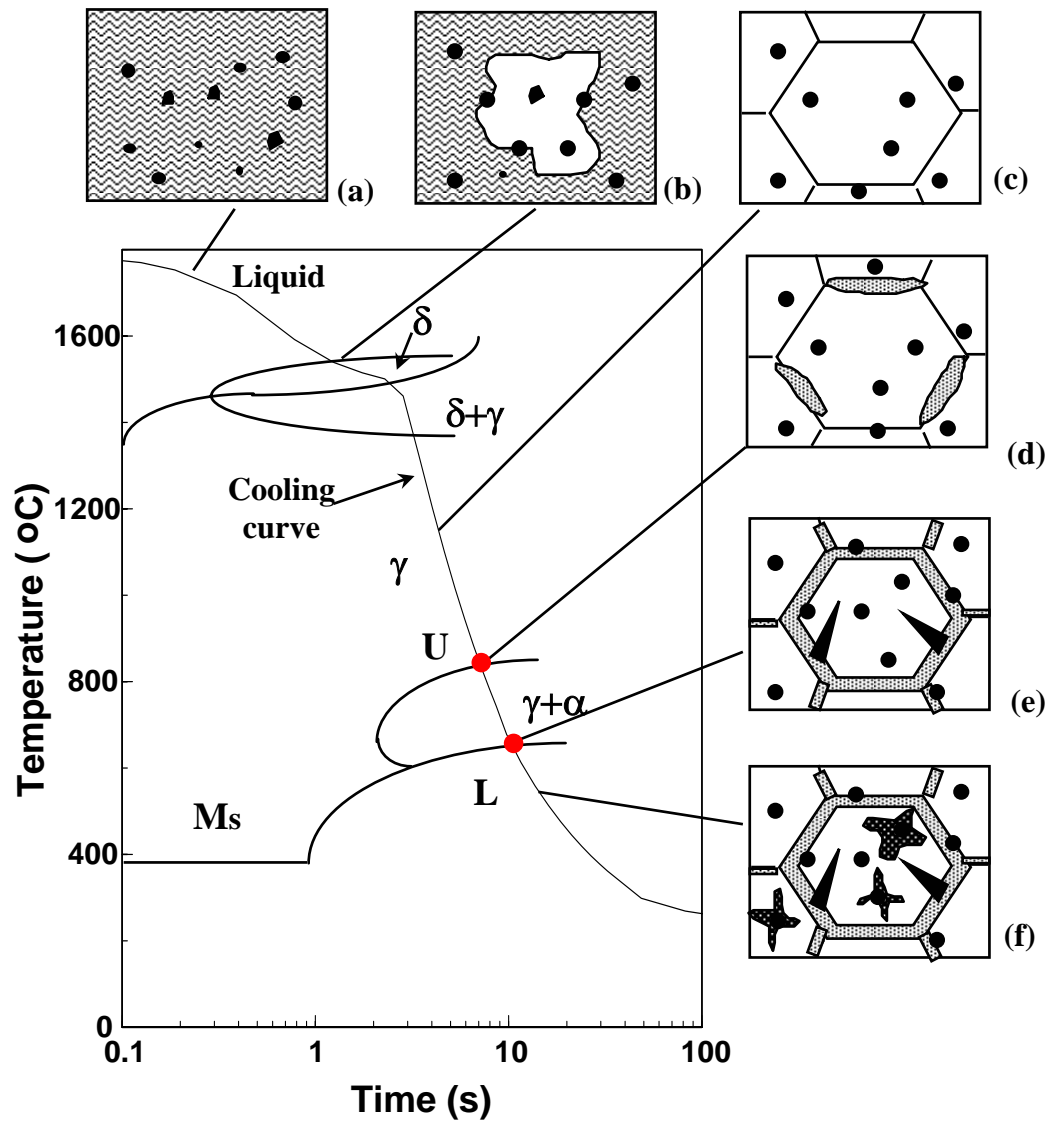 (a)
(b)
(c)
Liquid
δ
1600
δ+γ
(d)
Cooling
curve
1200
γ
Temperature ( oC)
U
800
γ+α
(e)
L
Ms
400
(f)
0
0.1
1
10
100
Time (s)